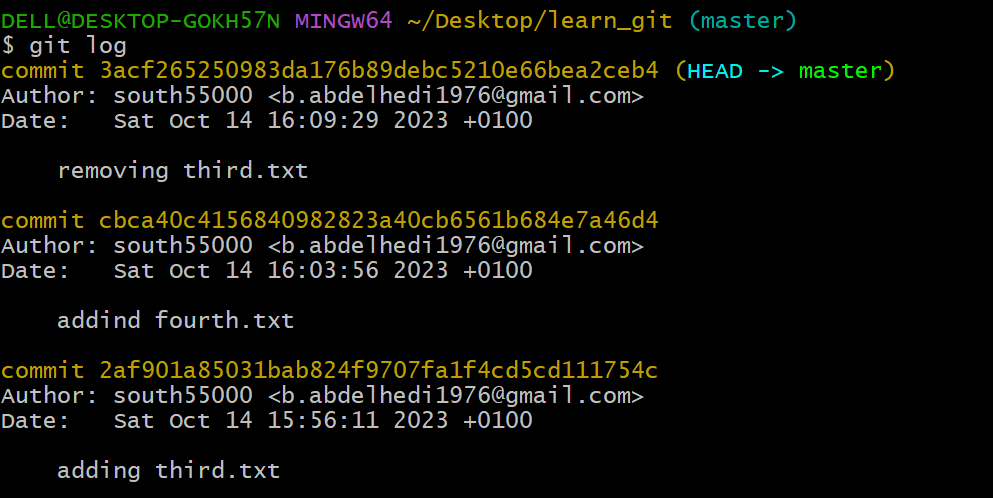 DELL@DESKTOP-GOKH57N MINGW64 ~/Desktop/learn_git (master)
$ git log
commit 3acf265250983da176b89debc5210e66bea2ceb4 (HEAD -> master)
Author: south55000 <b.abdelhedi1976@gmail.com>
Date:   Sat Oct 14 16:09:29 2023 +0100
    removing third.txt
commit cbca40c4156840982823a40cb6561b684e7a46d4
Author: south55000 <b.abdelhedi1976@gmail.com>
Date:   Sat Oct 14 16:03:56 2023 +0100
    addind fourth.txt
commit 2af901a85031bab824f9707fa1f4cd5cd111754c
Author: south55000 <b.abdelhedi1976@gmail.com>
Date:   Sat Oct 14 15:56:11 2023 +0100
    adding third.txt